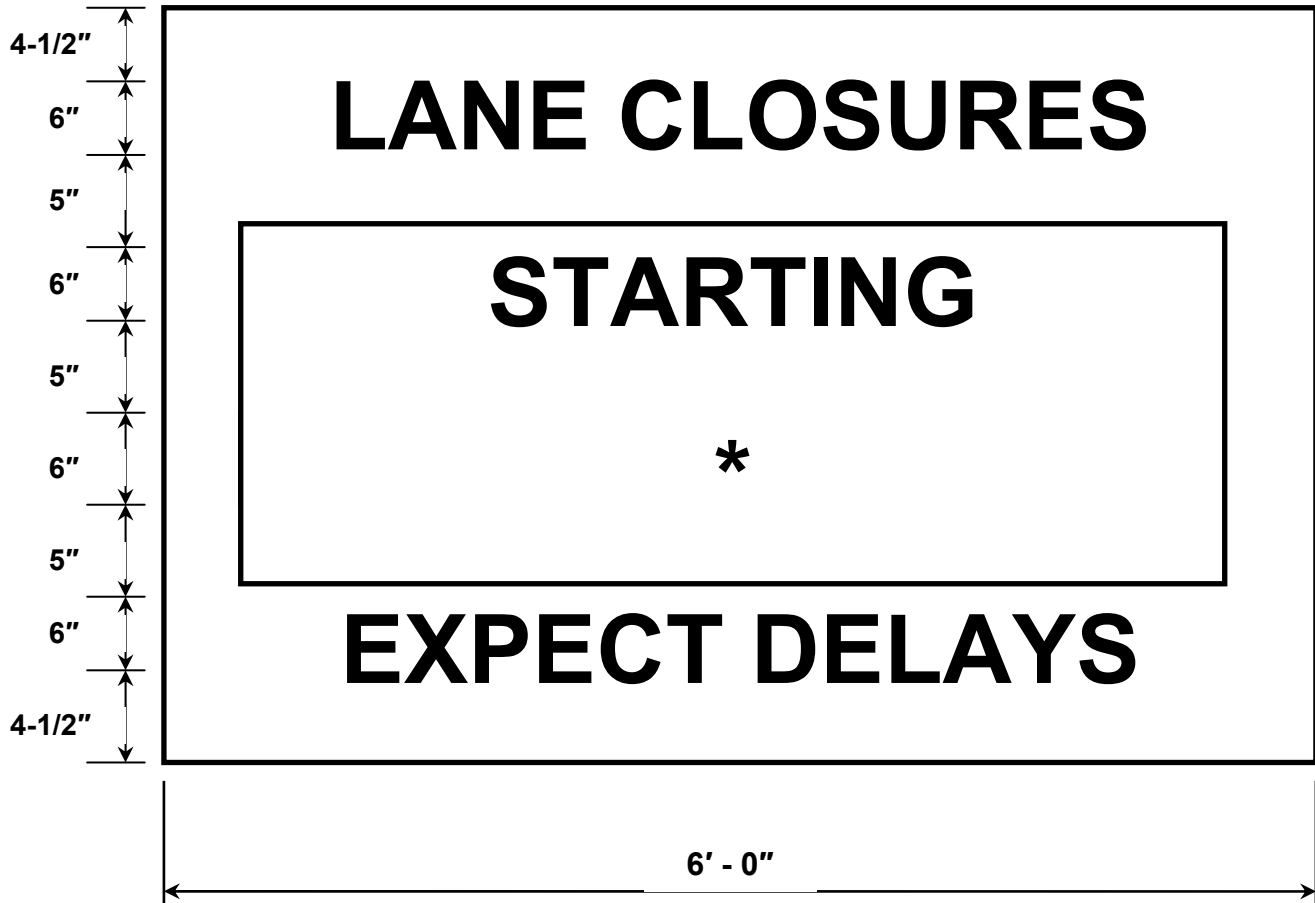 4-1/2″
LANE CLOSURES
6″
5″
STARTING
6″
5″
*
6″
5″
EXPECT DELAYS
6″
4-1/2″
6′ - 0″